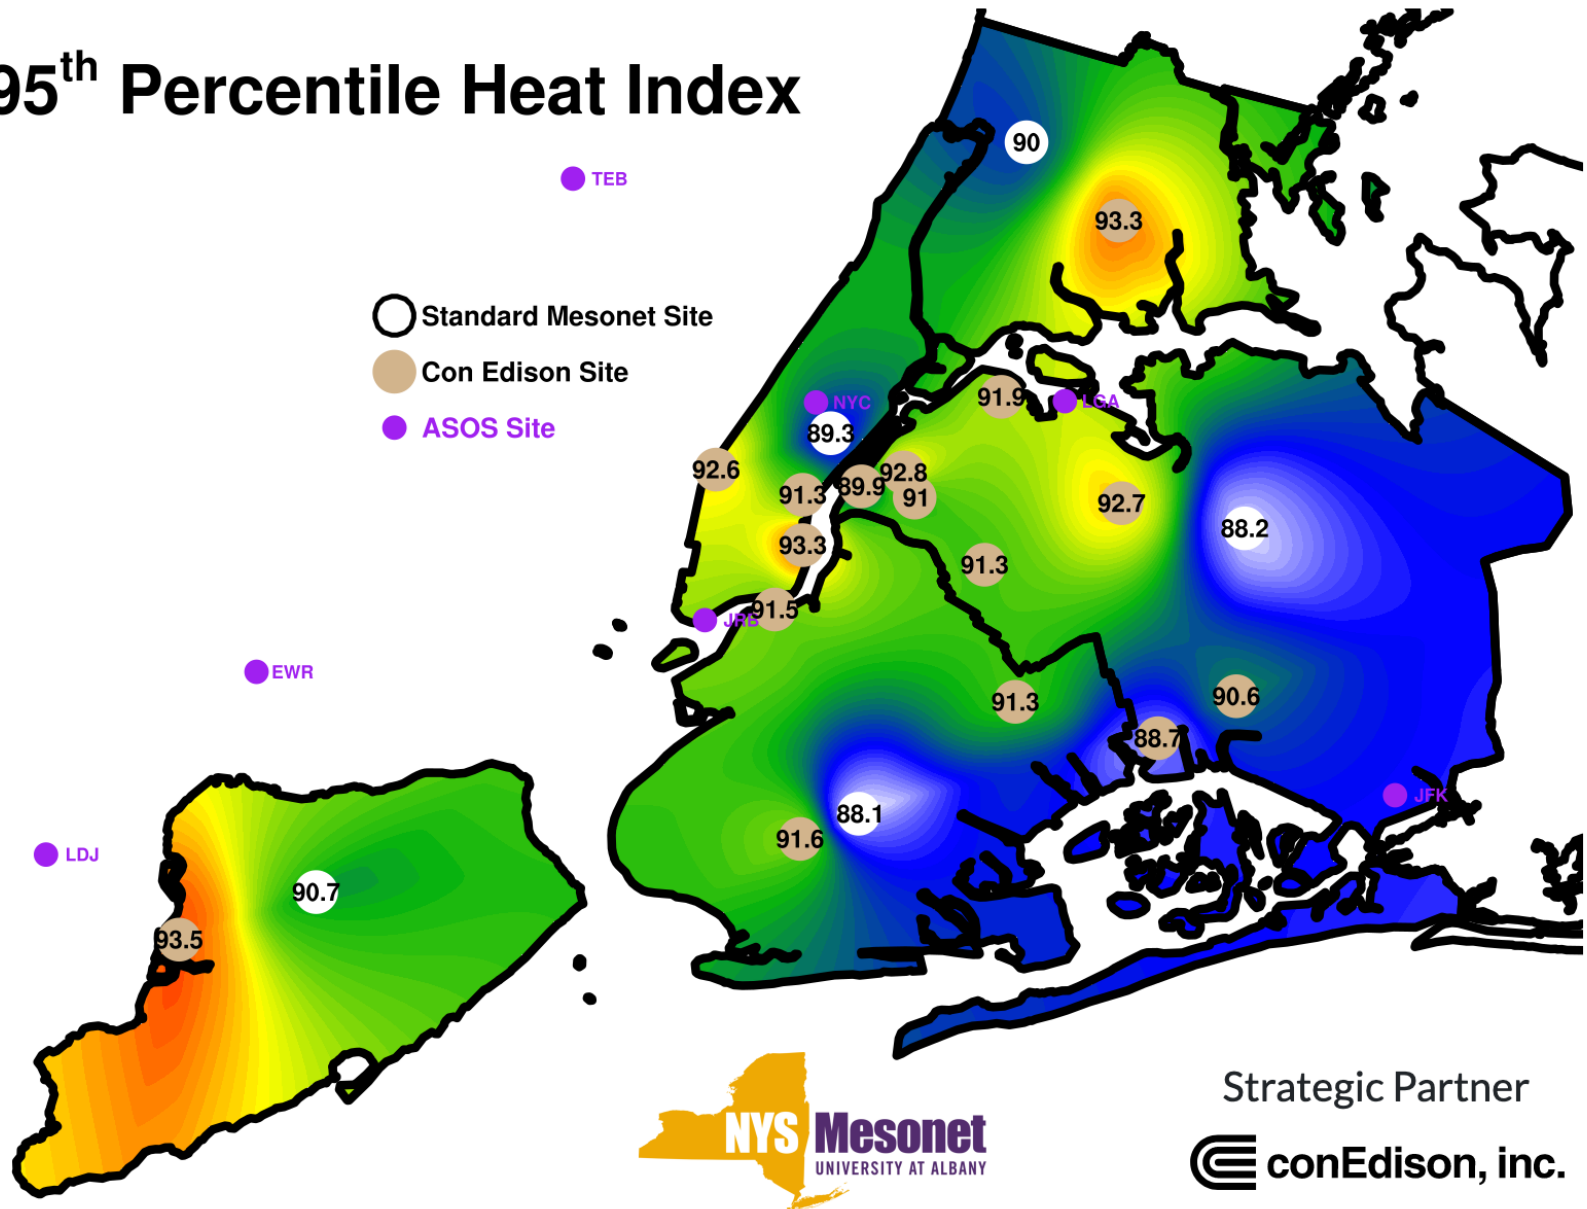 95th Percentile Heat Index
TEB
Standard Mesonet Site
Con Edison Site
ASOS Site
90
93.3
NYC
89.3
91.9
LGA
92.6
91.3
89.9
92.8
91
92.7
88.2
93.3
91.3
91.5
JRB
EWR
91.3
90.6
88.7
JFK
88.1
91.6
LDJ
90.7
93.5
NYS Mesonet
UNIVERSITY AT ALBANY
Strategic Partner
conEdison, inc.